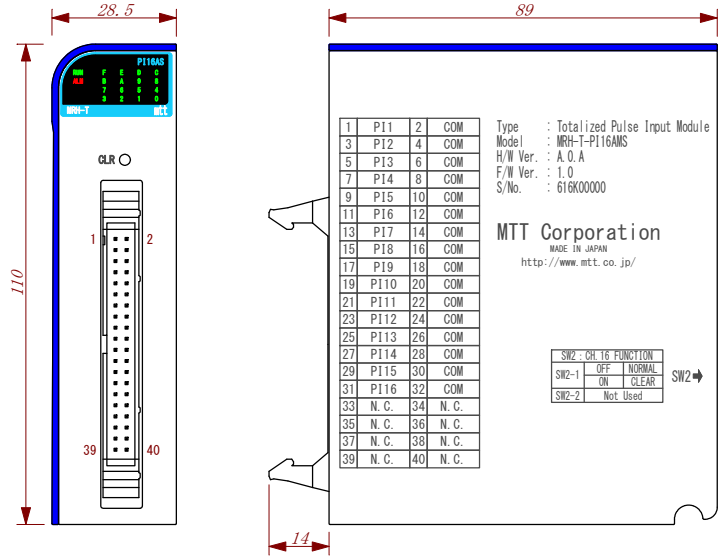 28.5
PI16AS
RUN F E D C
ALM B A 9 8
7 6 5 4
3 2 1 0
MRH-T mtt
CLR
1 2
39 40
110
89
1 PI1 2 COM
3 PI2 4 COM
5 PI3 6 COM
7 PI4 8 COM
9 PI5 10 COM
11 PI6 12 COM
13 PI7 14 COM
15 PI8 16 COM
17 PI9 18 COM
19 PI10 20 COM
21 PI11 22 COM
23 PI12 24 COM
25 PI13 26 COM
27 PI14 28 COM
29 PI15 30 COM
31 PI16 32 COM
33 N.C. 34 N.C.
35 N.C. 36 N.C.
37 N.C. 38 N.C.
39 N.C. 40 N.C.
Type : Totalized Pulse Input Module
Model : MRH-T-PI16AMS
H/W Ver. : A.0.A
F/W Ver. : 1.0
S/No. : 616K00000
MTT Corporation
MADE IN JAPAN
http://www.mtt.co.jp/
SW2 : CH.16 FUNCTION
SW2-1 OFF NORMAL
ON CLEAR
SW2-2 Not Used
SW2
14